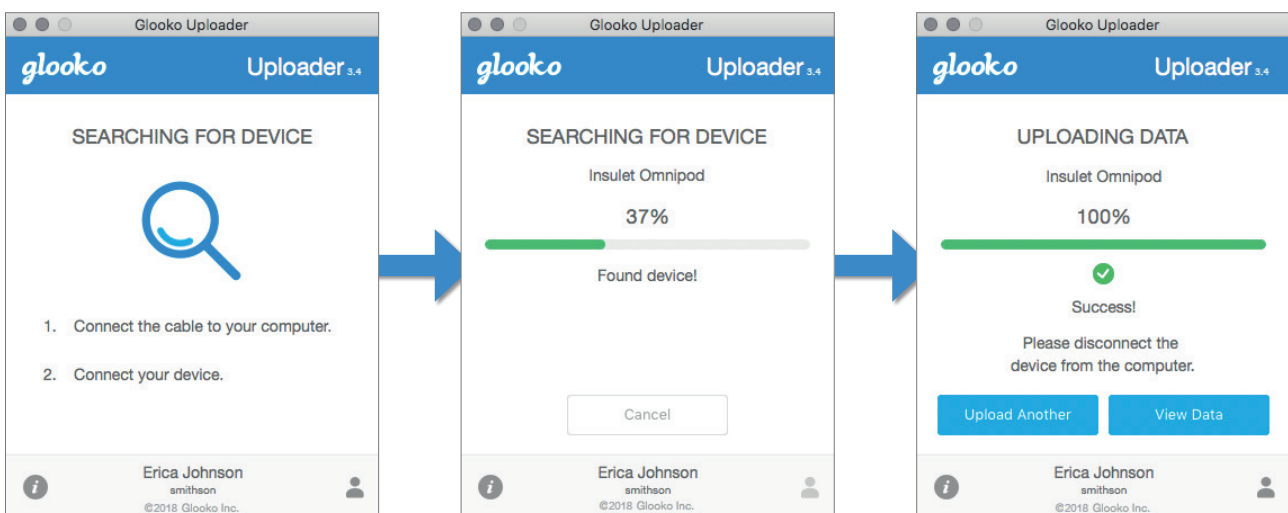 Glooko Uploader
glooko Uploader 3.4
SEARCHING FOR DEVICE
1. Connect the cable to your computer.
2. Connect your device.
Erica Johnson
smithson
©2018 Glooko Inc.
Glooko Uploader
glooko Uploader 3.4
SEARCHING FOR DEVICE
Insulet Omnipod
37%
Found device!
Cancel
Erica Johnson
smithson
©2018 Glooko Inc.
Glooko Uploader
glooko Uploader 3.4
UPLOADING DATA
Insulet Omnipod
100%
Success!
Please disconnect the
device from the computer.
Upload Another View Data
Erica Johnson
smithson
©2018 Glooko Inc.